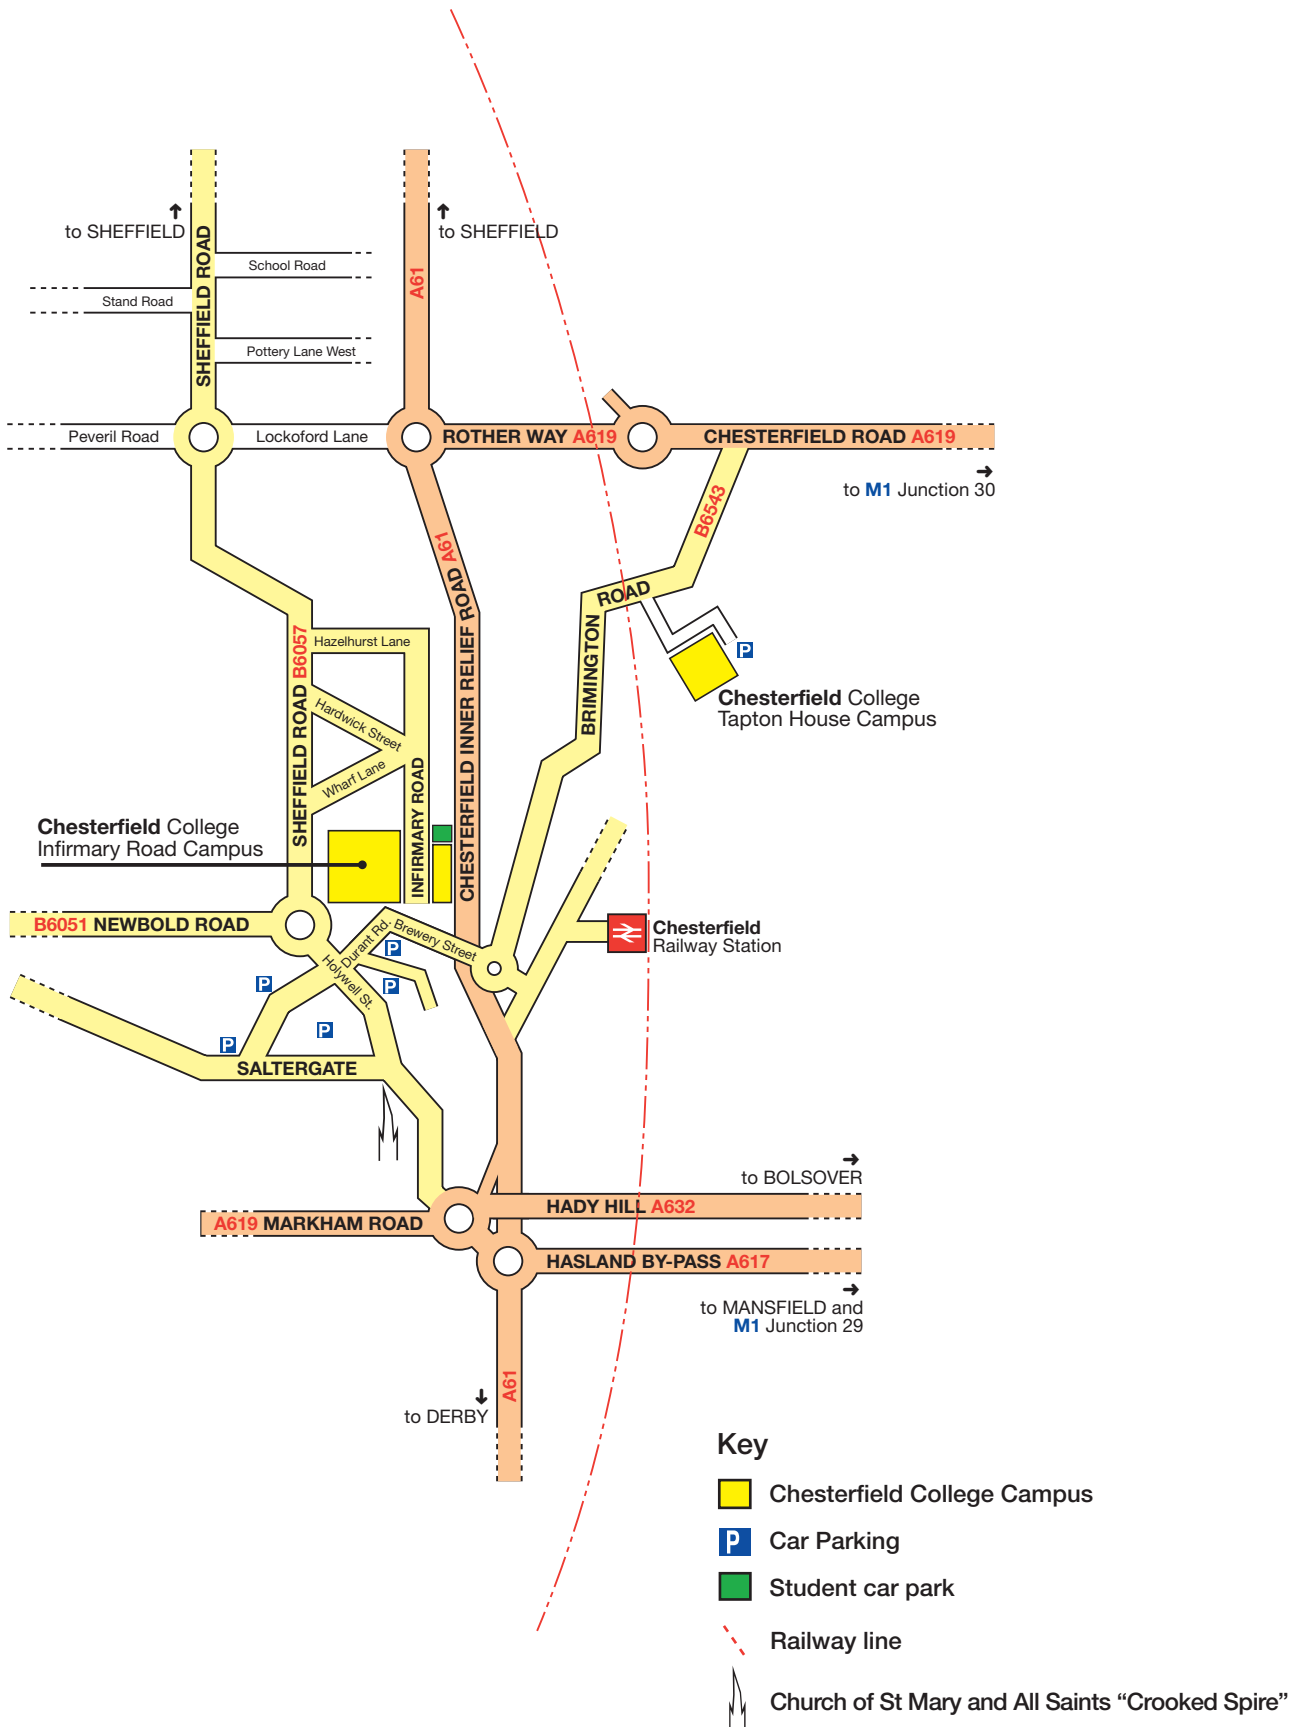 to SHEFFIELD
to SHEFFIELD
SHEFFIELD ROAD
A61
School Road
Stand Road
Pottery Lane West
Peveril Road
Lockoford Lane
ROTHER WAY A619
CHESTERFIELD ROAD A619
to M1 Junction 30
B6543
CHESTERFIELD INNER RELIEF ROAD A61
BRIMINGTON
ROAD
SHEFFIELD ROAD B6057
Hazelhurst Lane
Hardwick Street
Wharf Lane
INFIRMARY ROAD
P
Chesterfield College
Tapton House Campus
Chesterfield College
Infirmary Road Campus
B6051 NEWBOLD ROAD
Durant Rd.
Brewery Street
Holywell St.
P
P
P
P
P
Chesterfield
Railway Station
SALTERGATE
to BOLSOVER
HADY HILL A632
A619 MARKHAM ROAD
HASLAND BY-PASS A617
to MANSFIELD and
M1 Junction 29
A61
to DERBY
Key
Chesterfield College Campus
P Car Parking
Student car park
Railway line
Church of St Mary and All Saints “Crooked Spire”